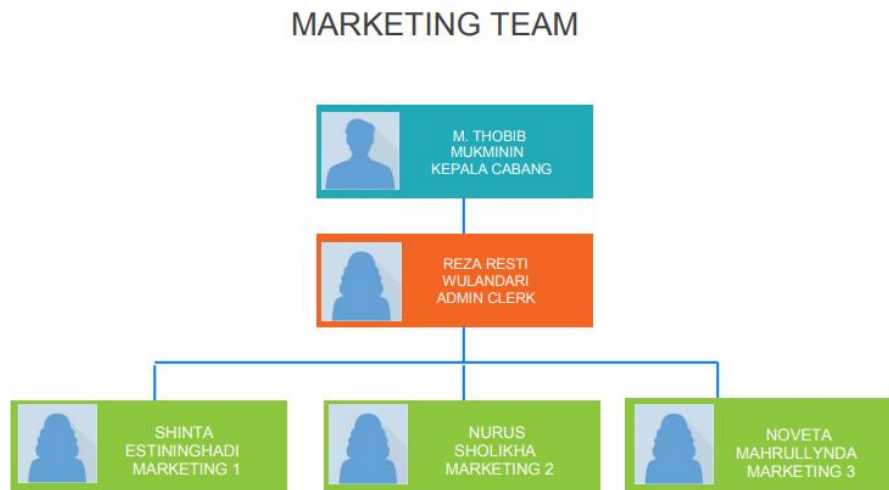 MARKETING TEAM
M. THOBIB
MUKMININ
KEPALA CABANG
REZA RESTI
WULANDARI
ADMIN CLERK
SHINTA
ESTININGHADI
MARKETING 1
NURUS
SHOLIKHA
MARKETING 2
NOVETA
MAHRULLYNDA
MARKETING 3